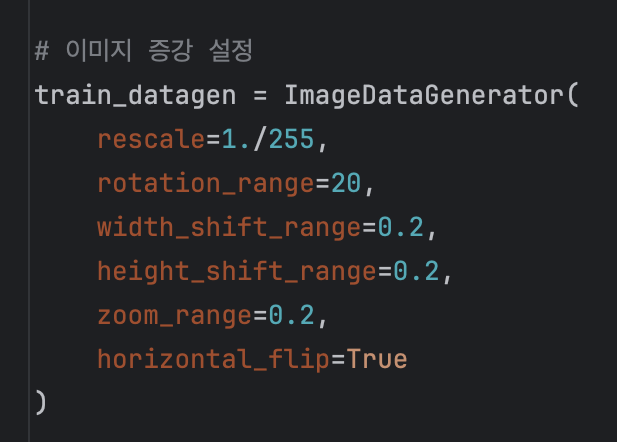 # 이미지 증강 설정
train_datagen = ImageDataGenerator(
    rescale=1./255,
    rotation_range=20,
    width_shift_range=0.2,
    height_shift_range=0.2,
    zoom_range=0.2,
    horizontal_flip=True
)